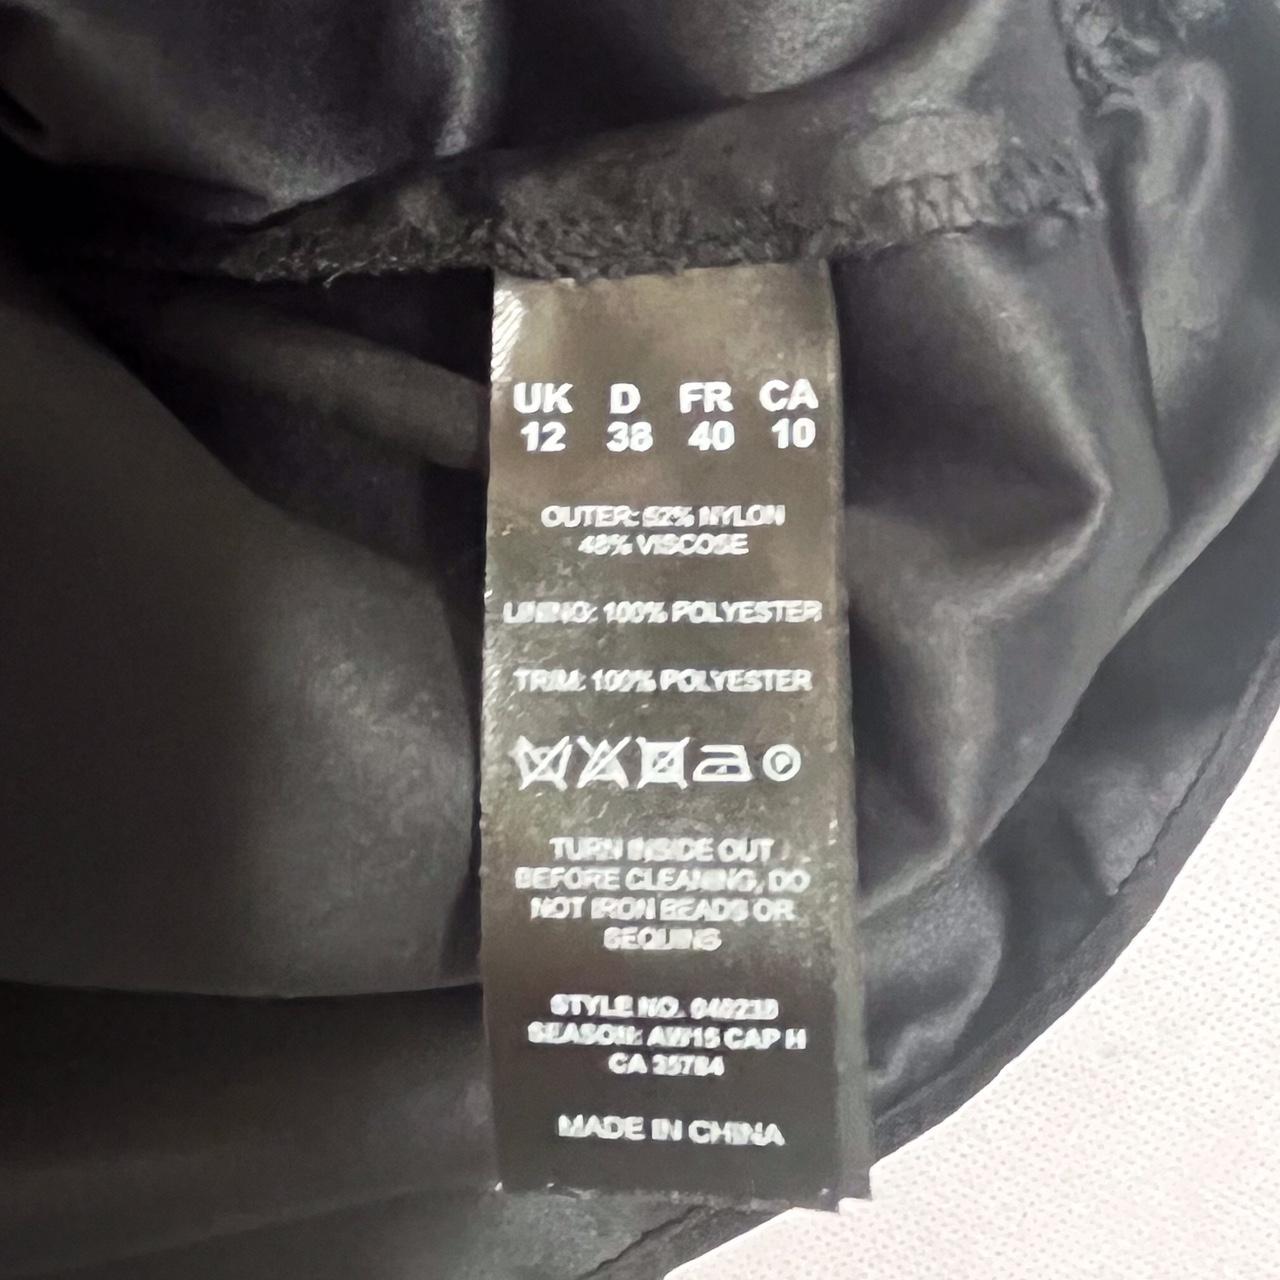 UK D FR CA
12 38 40 10
OUTER: 52% NYLON
48% VISCOSE
LINING: 100% POLYESTER
TRIM: 100% POLYESTER
P
TURN INSIDE OUT
BEFORE CLEANING, DO
NOT IRON BEADS OR
SEQUINS
STYLE NO.
SEASON: AW15 CAP H
CA
MADE IN CHINA